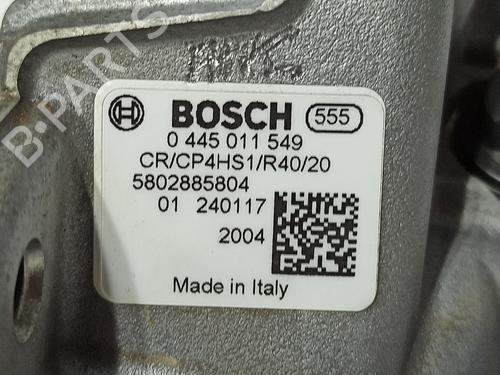 BOSCH 555
0 445 011 549
CR/CP4HS1/R40/20
5802885804
01 240117
2004
Made in Italy
B-PARTS